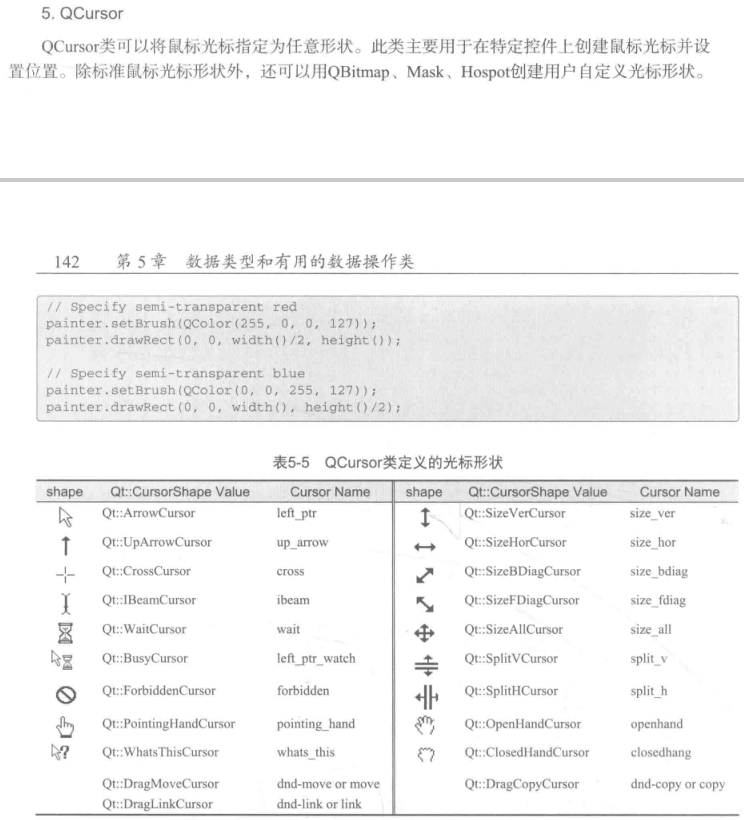 5. QCursor
QCursor类可以将鼠标光标指定为任意形状。此类主要用于在特定控件上创建鼠标光标并设
置位置。除标准鼠标光标形状外，还可以用QBitmap、Mask、Hospot创建用户自定义光标形状。
142 第 5 章 数据类型和有用的数据操作类
// Specify semi-transparent red
painter.setBrush(QColor(255, 0, 0, 127));
painter.drawRect(0, 0, width()/2, height());
// Specify semi-transparent blue
painter.setBrush(QColor(0, 0, 255, 127));
painter.drawRect(0, 0, width(), height()/2);
表5-5 QCursor类定义的光标形状
shape Qt::CursorShape Value Cursor Name shape Qt::CursorShape Value Cursor Name
Qt::ArrowCursor left_ptr Qt::SizeVerCursor size_ver
Qt::UpArrowCursor up_arrow Qt::SizeHorCursor size_hor
Qt::CrossCursor cross Qt::SizeBDiagCursor size_bdiag
Qt::IBeamCursor ibeam Qt::SizeFDiagCursor size_fdiag
Qt::WaitCursor wait Qt::SizeAllCursor size_all
Qt::BusyCursor left_ptr_watch Qt::SplitVCursor split_v
Qt::ForbiddenCursor forbidden Qt::SplitHCursor split_h
Qt::PointingHandCursor pointing_hand Qt::OpenHandCursor openhand
Qt::WhatsThisCursor whats_this Qt::ClosedHandCursor closedhang
Qt::DragMoveCursor dnd-move or move Qt::DragCopyCursor dnd-copy or copy
Qt::DragLinkCursor dnd-link or link